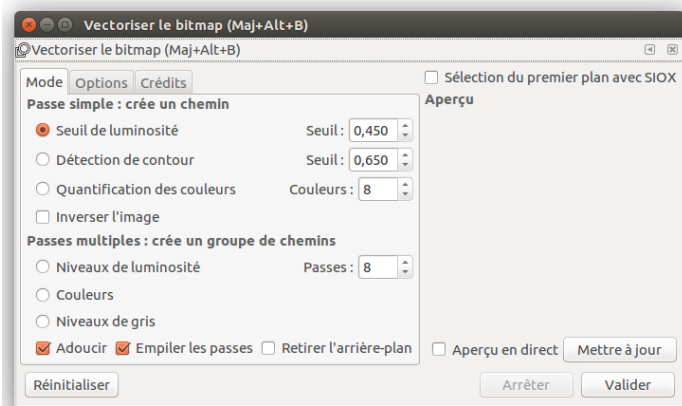 Vectoriser le bitmap (Maj+Alt+B)
Vectoriser le bitmap (Maj+Alt+B)
Mode Options Crédits
Passe simple : crée un chemin
Seuil de luminosité Seuil : 0,450
Détection de contour Seuil : 0,650
Quantification des couleurs Couleurs : 8
Inverser l'image
Passes multiples : crée un groupe de chemins
Niveaux de luminosité Passes : 8
Couleurs
Niveaux de gris
Adoucir Empiler les passes Retirer l'arrière-plan
Sélection du premier plan avec SIOX
Aperçu
Aperçu en direct Mettre à jour
Réinitialiser Arrêter Valider